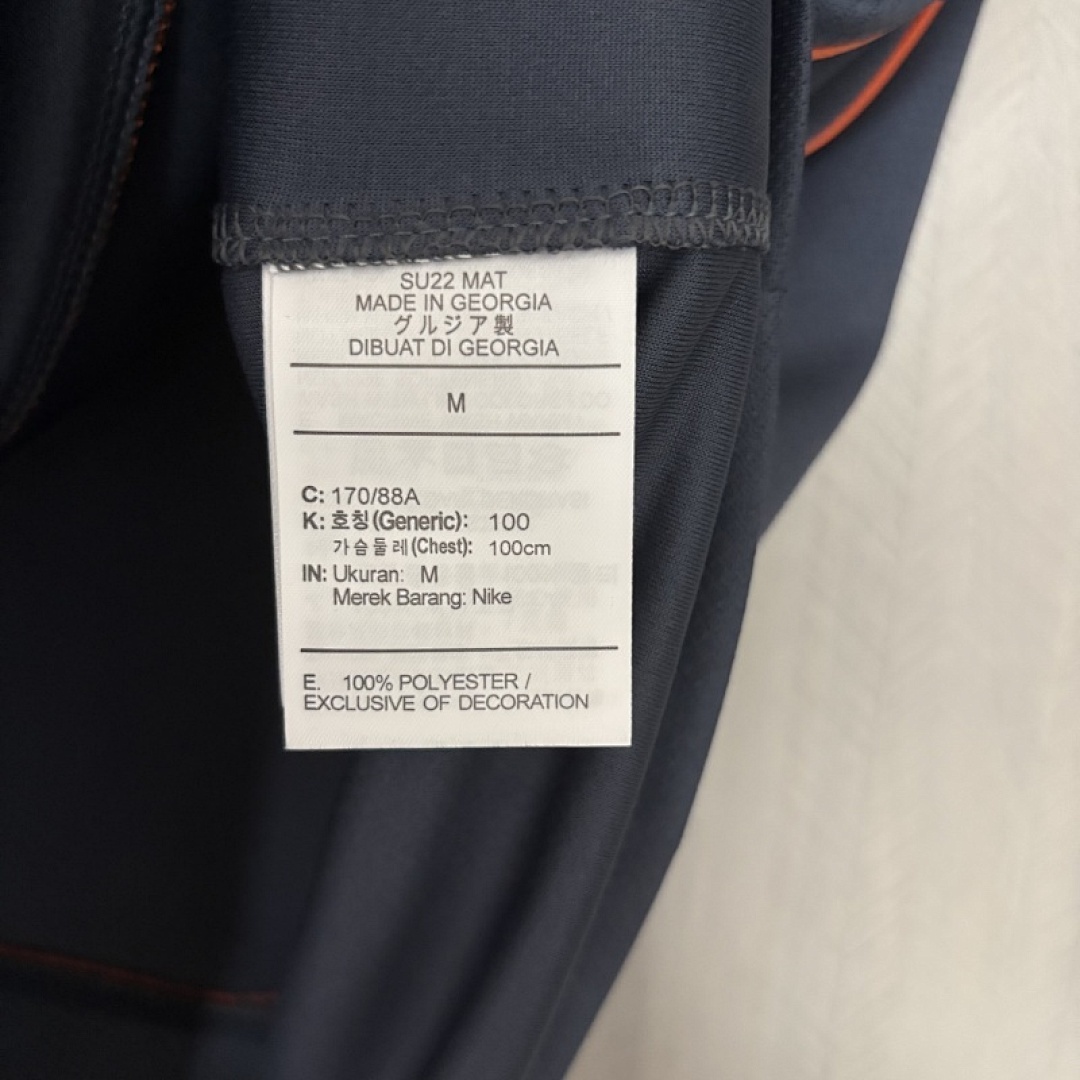 SU22 MAT
MADE IN GEORGIA
グルジア製
DIBUAT DI GEORGIA
M
C: 170/88A
K: 호칭(Generic): 100
가슴둘레(Chest): 100cm
IN: Ukuran: M
Merek Barang: Nike
E. 100% POLYESTER /
EXCLUSIVE OF DECORATION